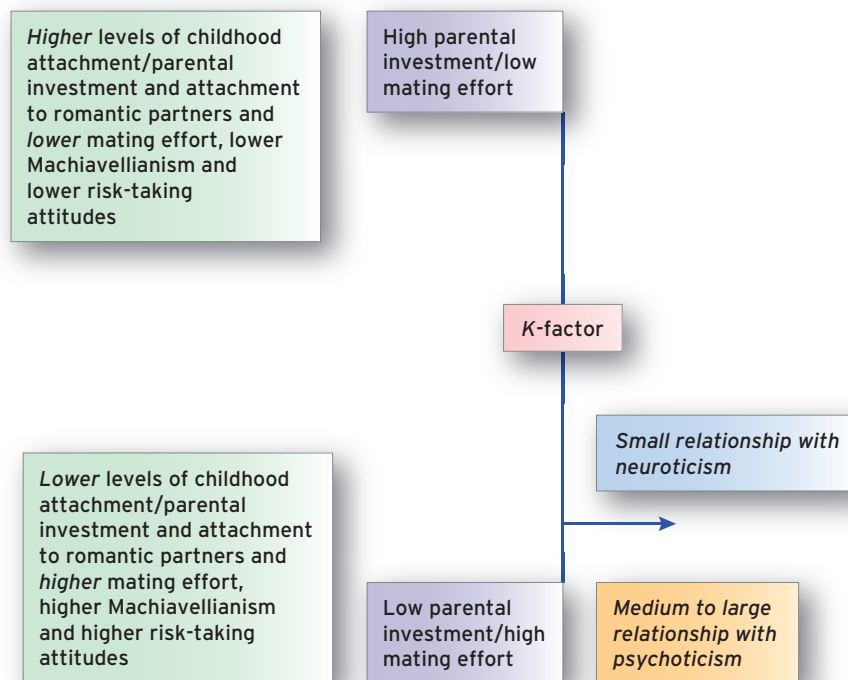 Higher levels of childhood
attachment/parental
investment and attachment
to romantic partners and
lower mating effort, lower
Machiavellianism and
lower risk-taking
attitudes
High parental
investment/low
mating effort
K-factor
Small relationship with
neuroticism
Lower levels of childhood
attachment/parental
investment and attachment
to romantic partners and
higher mating effort,
higher Machiavellianism
and higher risk-taking
attitudes
Low parental
investment/high
mating effort
Medium to large
relationship with
psychoticism